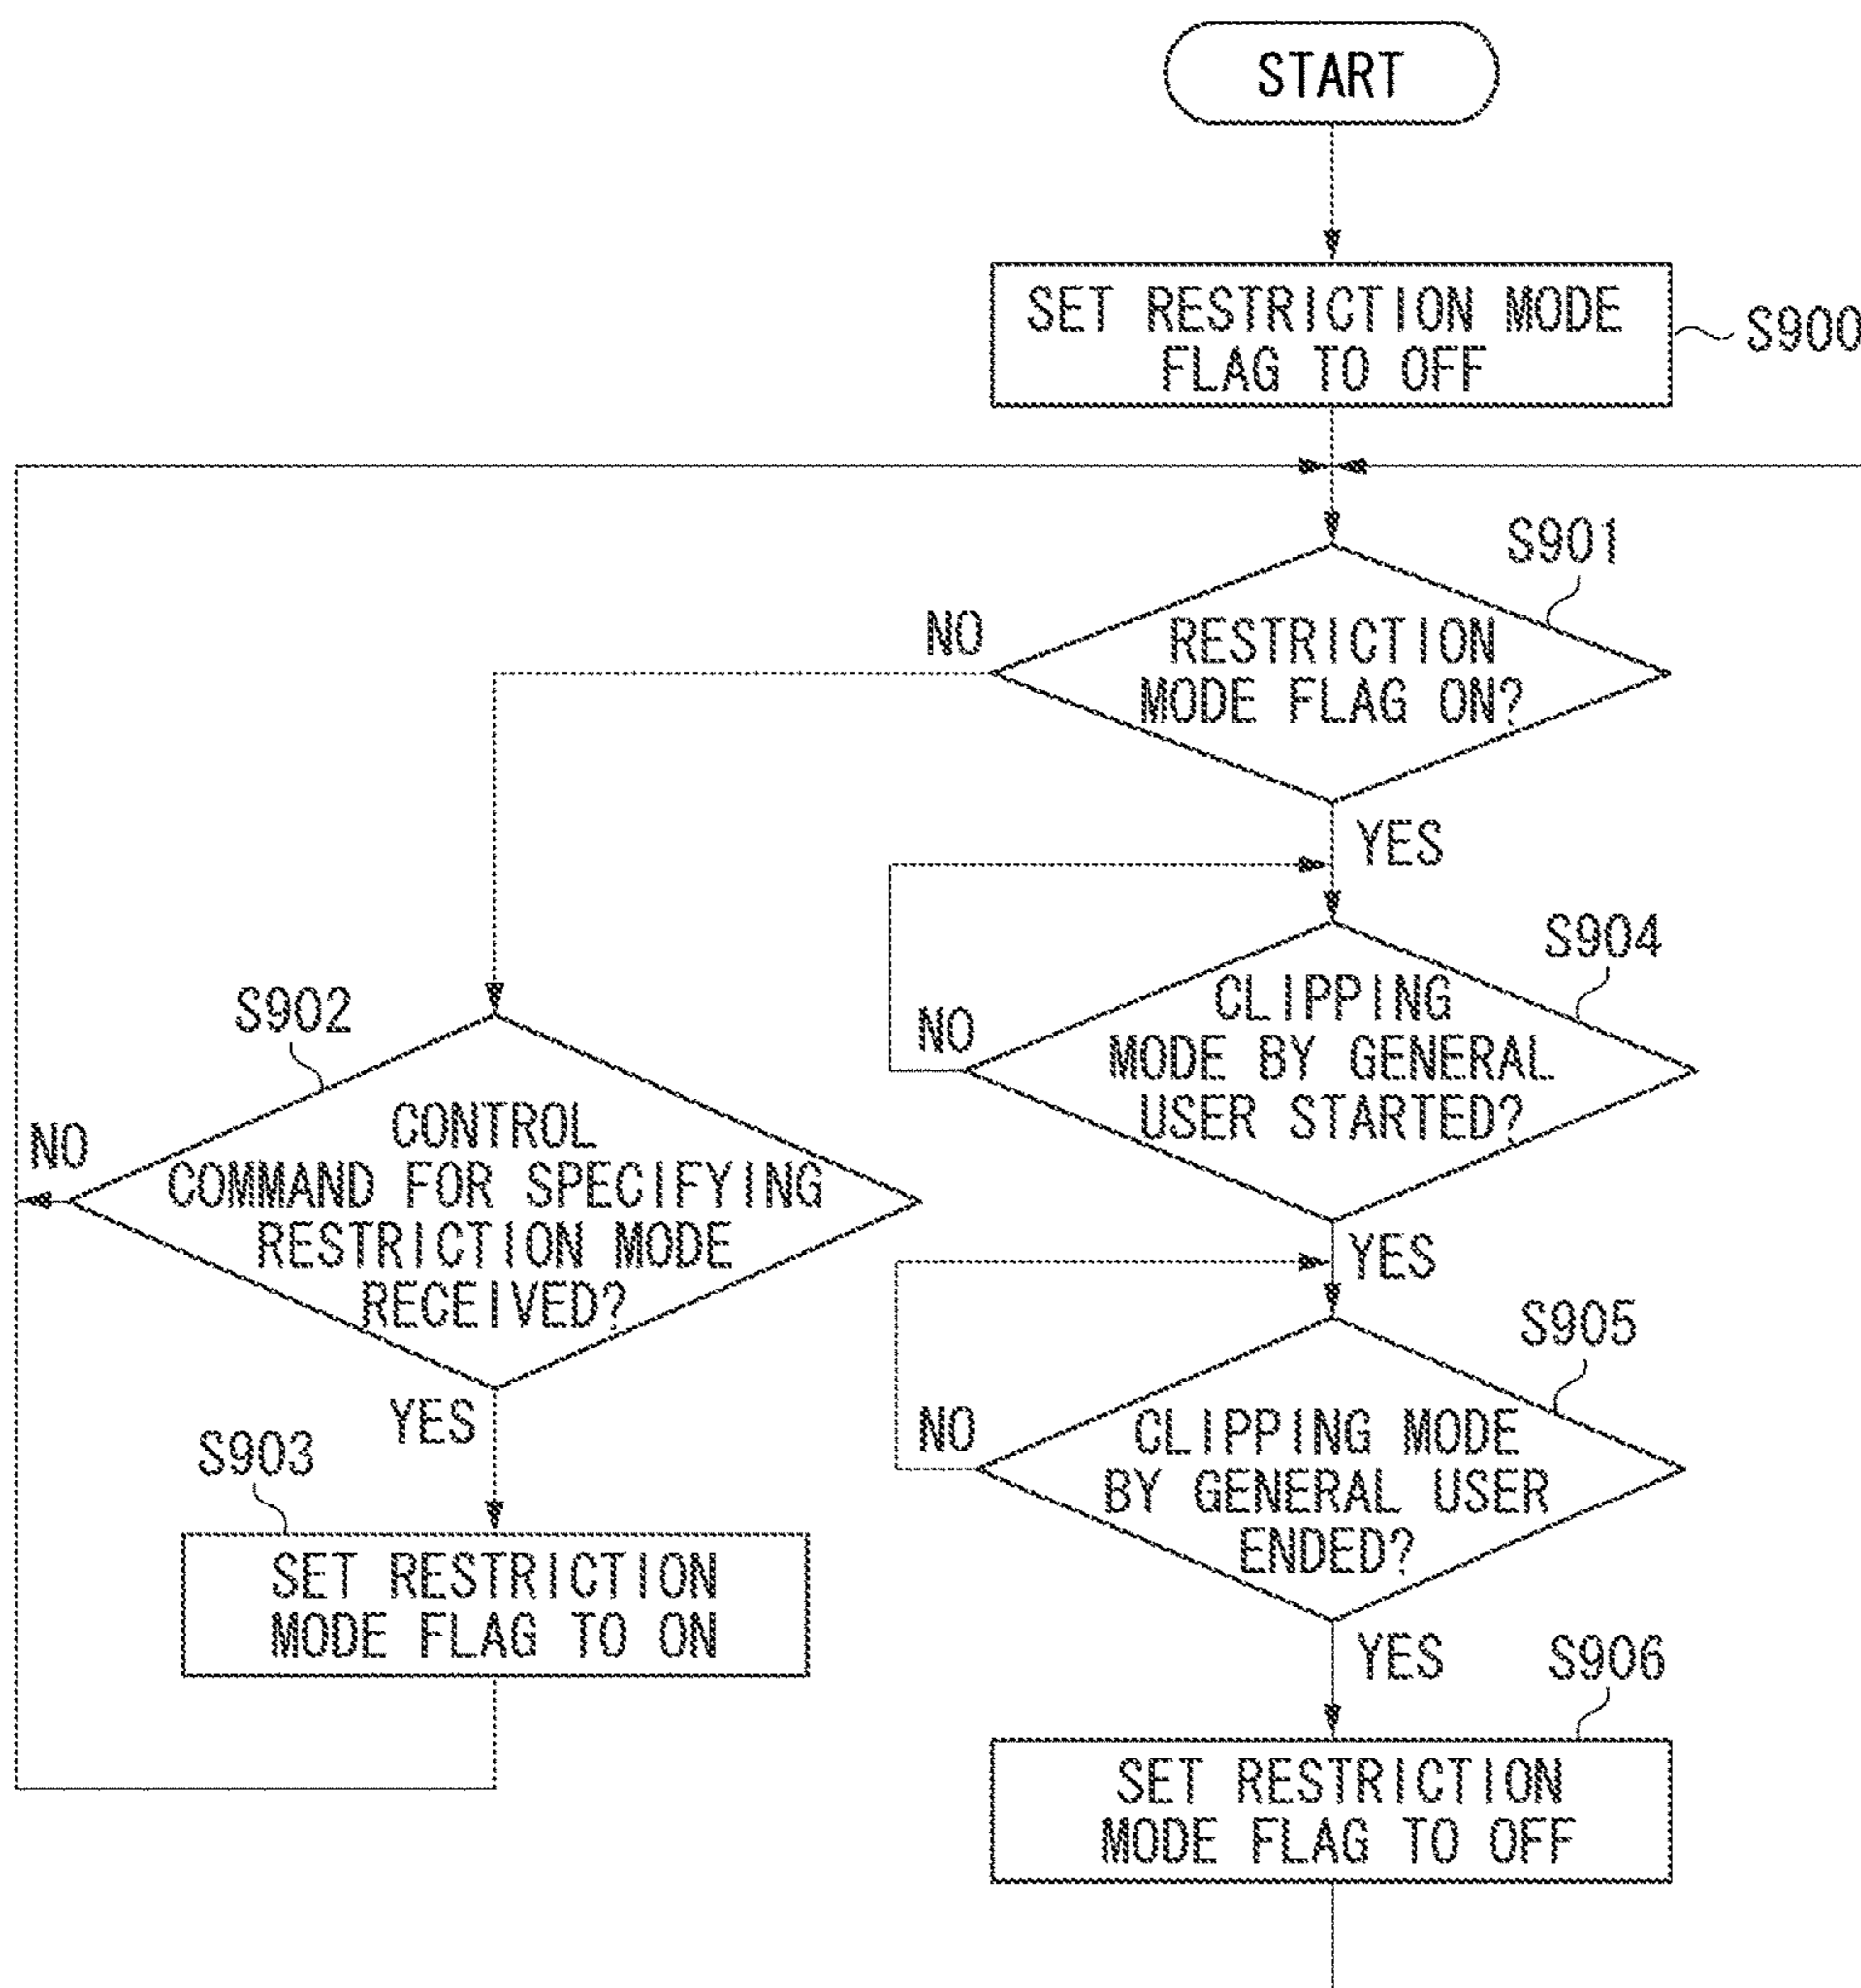 START
SET RESTRICTION MODE
FLAG TO OFF
S900
S901
RESTRICTION
MODE FLAG ON?
NO
YES
S902
CONTROL
COMMAND FOR SPECIFYING
RESTRICTION MODE
RECEIVED?
NO
YES
S903
SET RESTRICTION
MODE FLAG TO ON
S904
CLIPPING
MODE BY GENERAL
USER STARTED?
NO
YES
S905
CLIPPING MODE
BY GENERAL USER
ENDED?
NO
YES
S906
SET RESTRICTION
MODE FLAG TO OFF